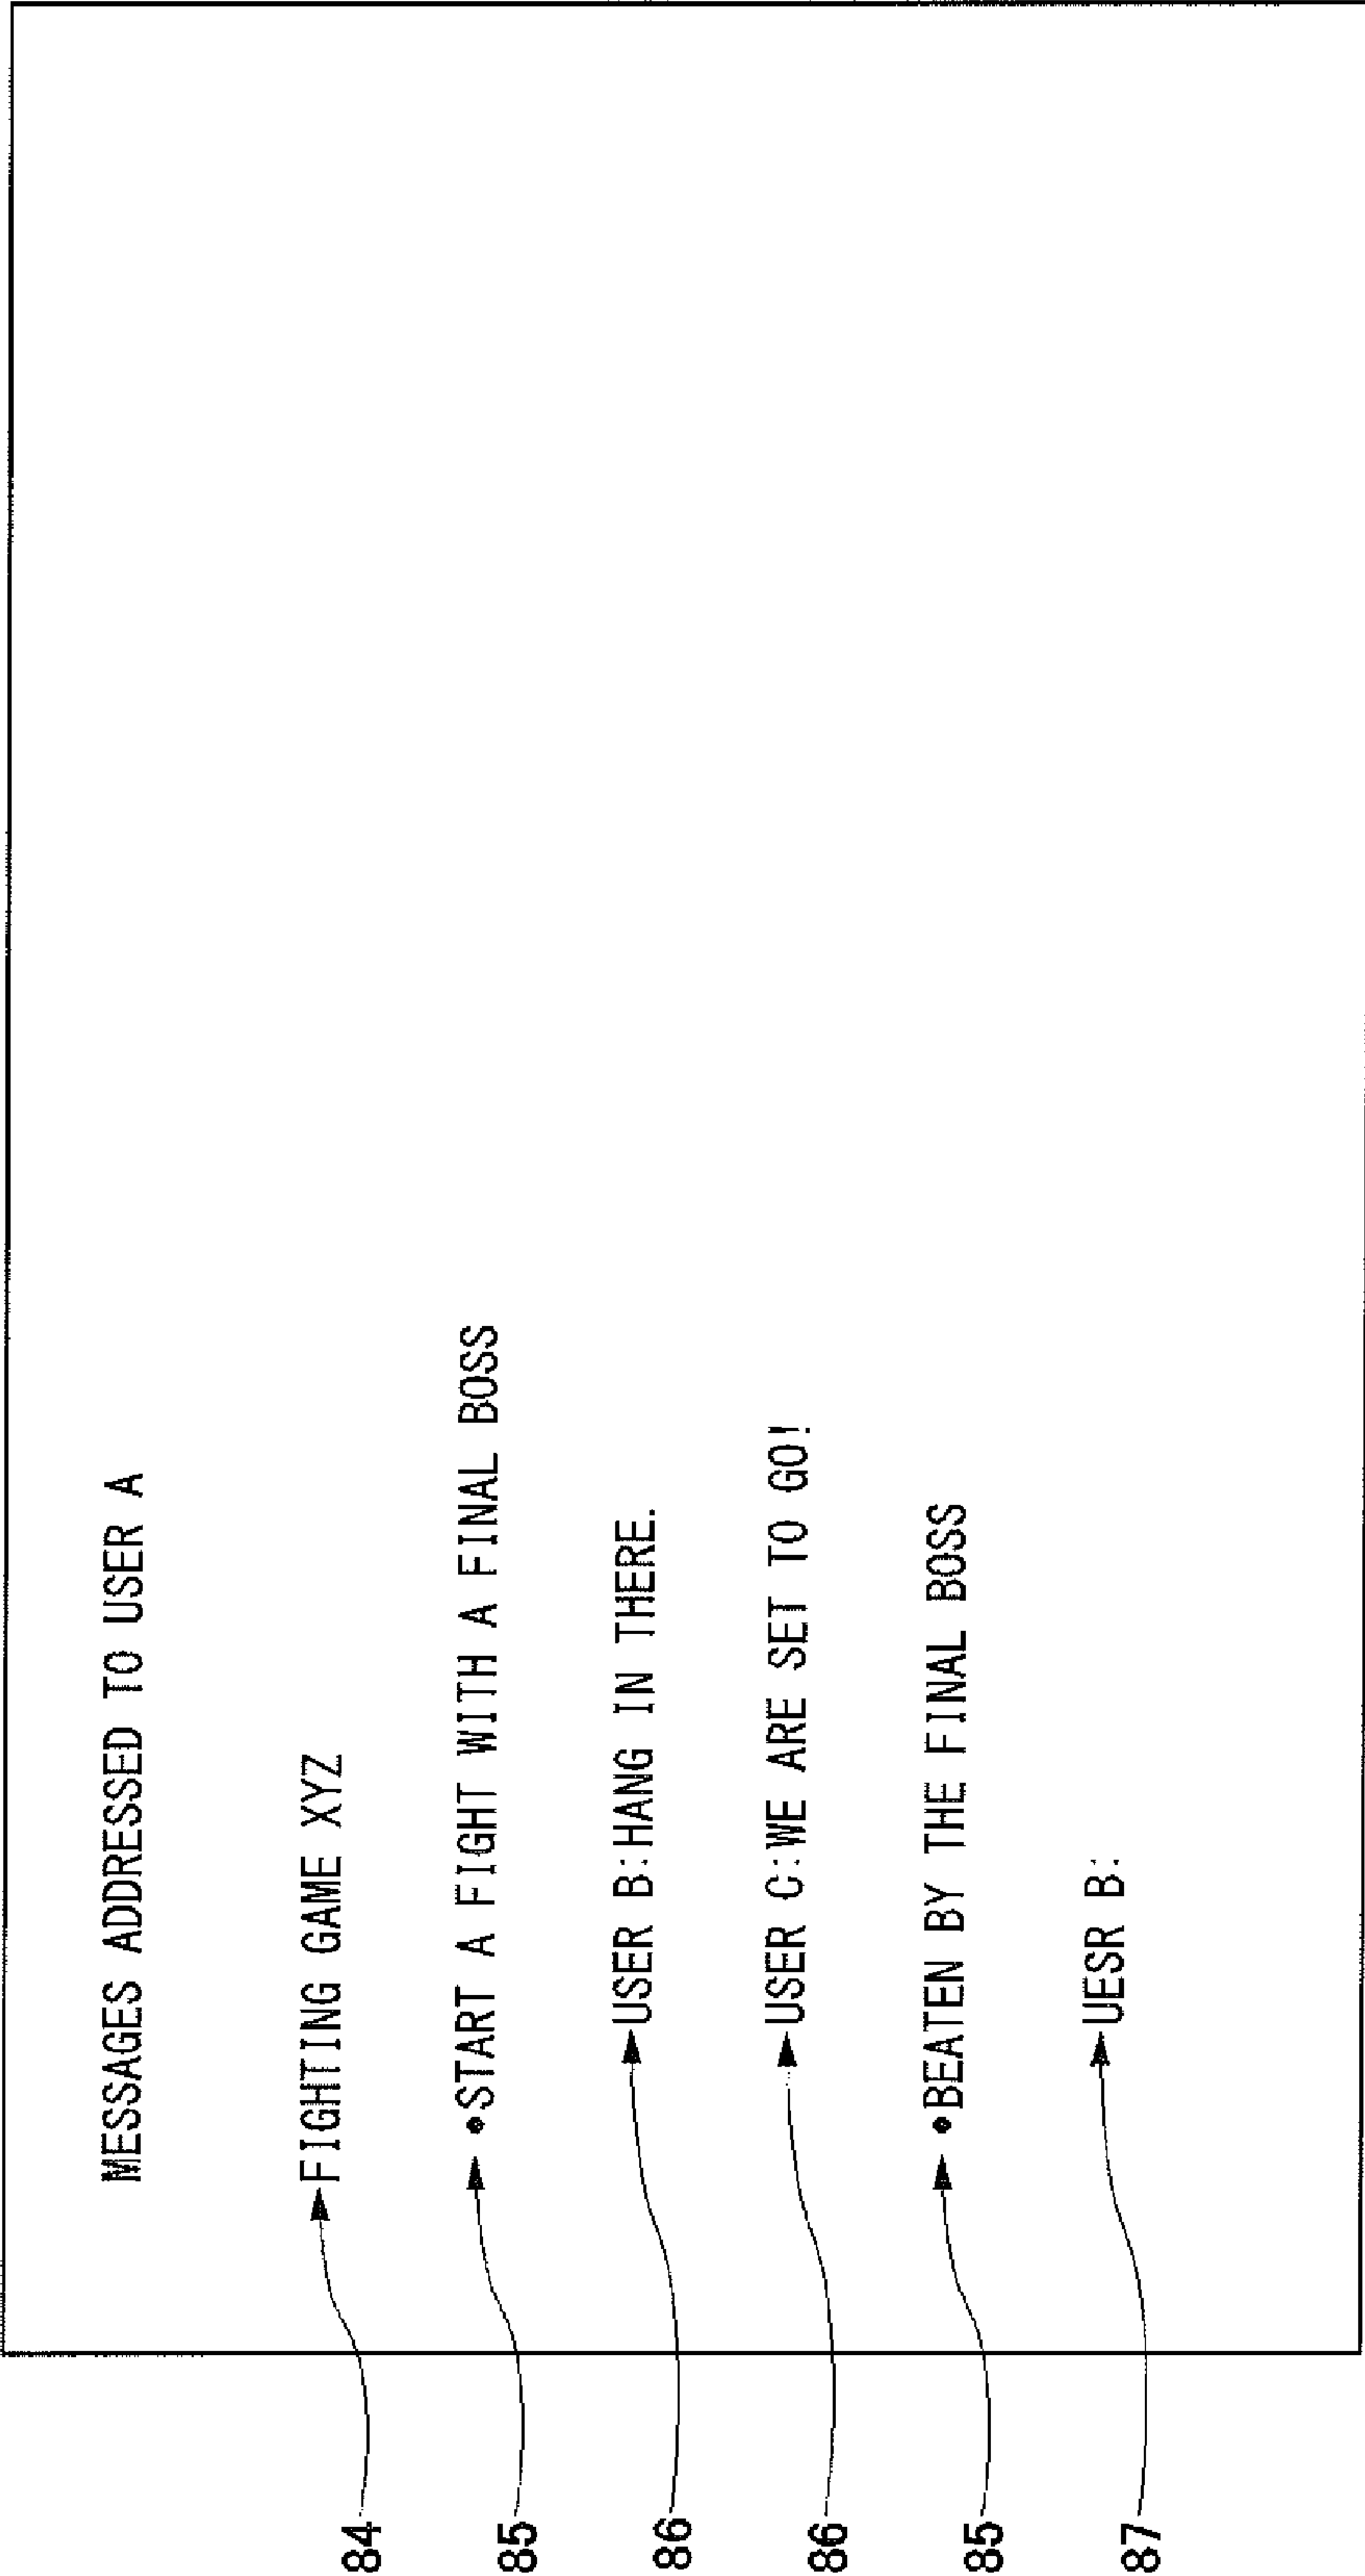 MESSAGES ADDRESSED TO USER A
84 FIGHTING GAME XYZ
85 •START A FIGHT WITH A FINAL BOSS
86 USER B:HANG IN THERE.
86 USER C:WE ARE SET TO GO!
85 •BEATEN BY THE FINAL BOSS
87 UESR B: